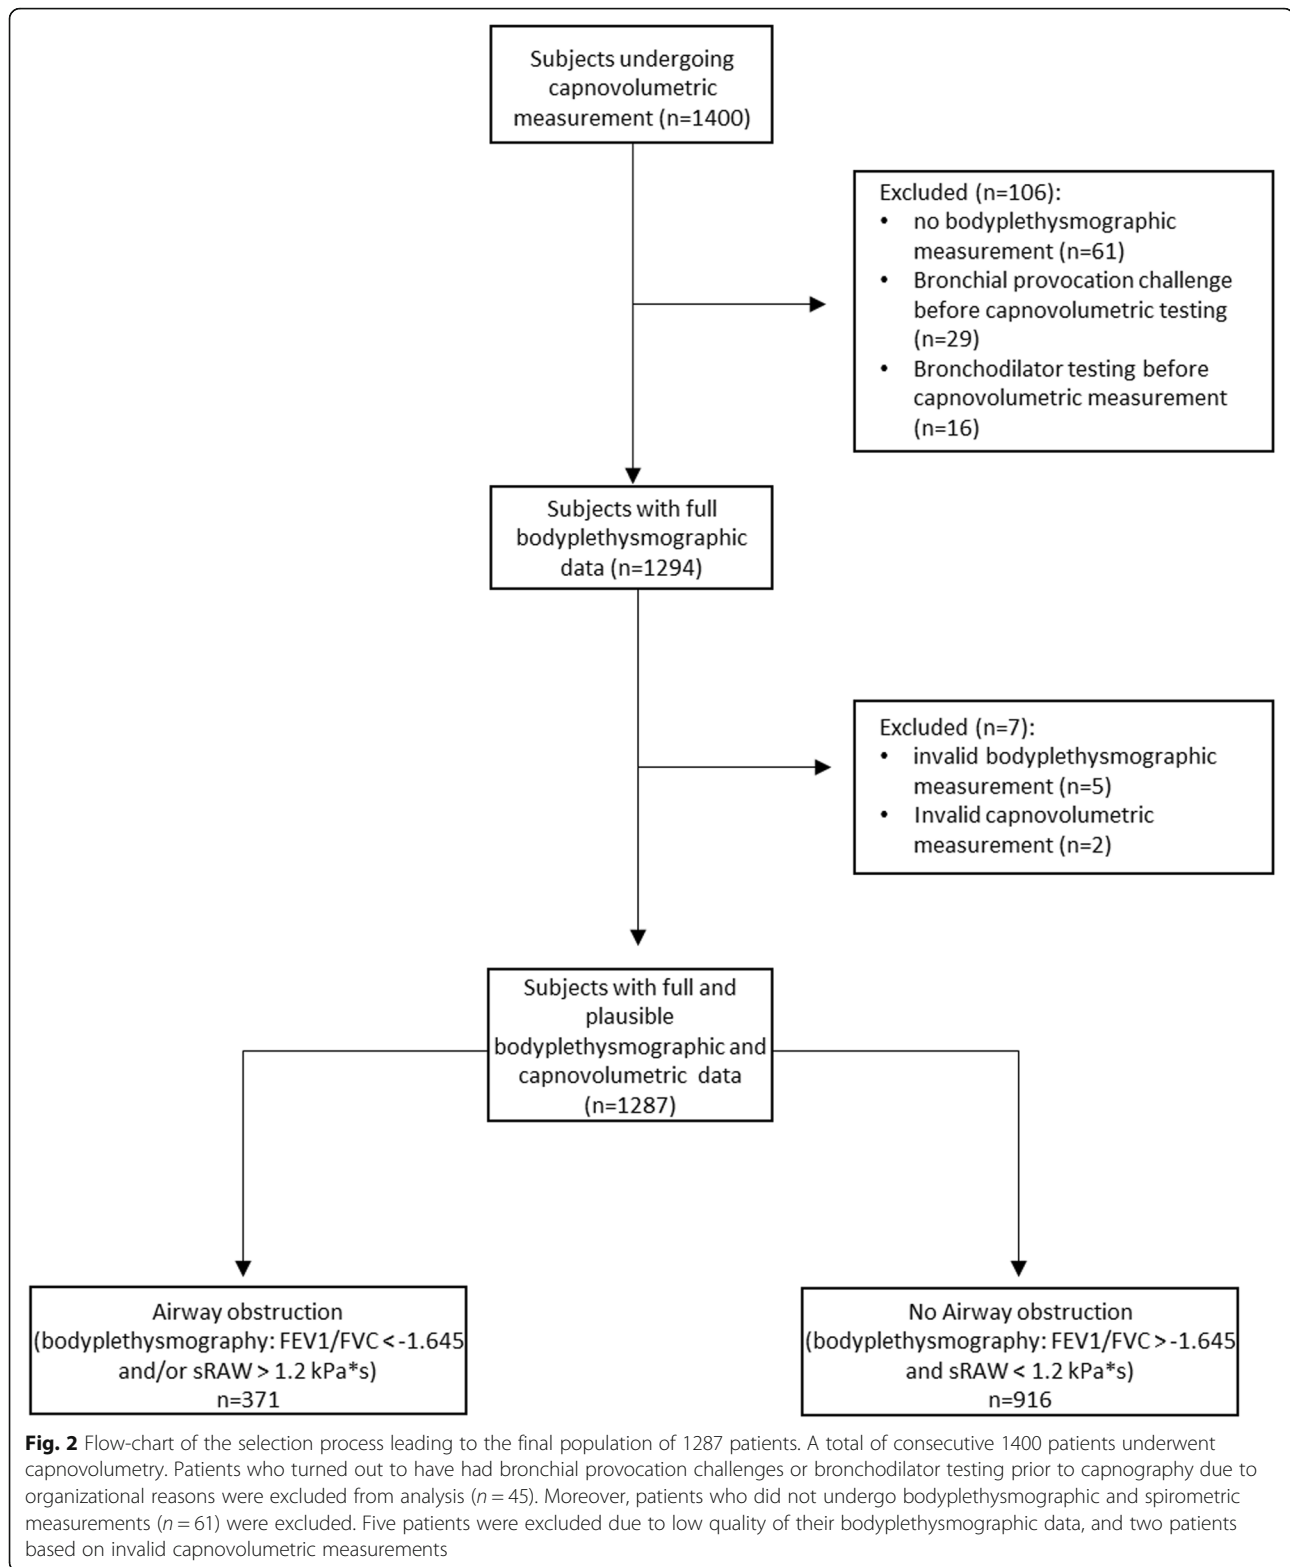 Subjects undergoing
capnovolumetric
measurement (n=1400)
Excluded (n=106):
• no bodyplethysmographic
measurement (n=61)
• Bronchial provocation challenge
before capnovolumetric testing
(n=29)
• Bronchodilator testing before
capnovolumetric measurement
(n=16)
Subjects with full
bodyplethysmographic
data (n=1294)
Excluded (n=7):
• invalid bodyplethysmographic
measurement (n=5)
• Invalid capnovolumetric
measurement (n=2)
Subjects with full and
plausible
bodyplethysmographic and
capnovolumetric data
(n=1287)
Airway obstruction
(bodyplethysmography: FEV1/FVC < -1.645
and/or sRAW > 1.2 kPa*s)
n=371
No Airway obstruction
(bodyplethysmography: FEV1/FVC > -1.645
and sRAW < 1.2 kPa*s)
n=916
Fig. 2 Flow-chart of the selection process leading to the final population of 1287 patients. A total of consecutive 1400 patients underwent
capnovolumetry. Patients who turned out to have had bronchial provocation challenges or bronchodilator testing prior to capnography due to
organizational reasons were excluded from analysis (n = 45). Moreover, patients who did not undergo bodyplethysmographic and spirometric
measurements (n = 61) were excluded. Five patients were excluded due to low quality of their bodyplethysmographic data, and two patients
based on invalid capnovolumetric measurements